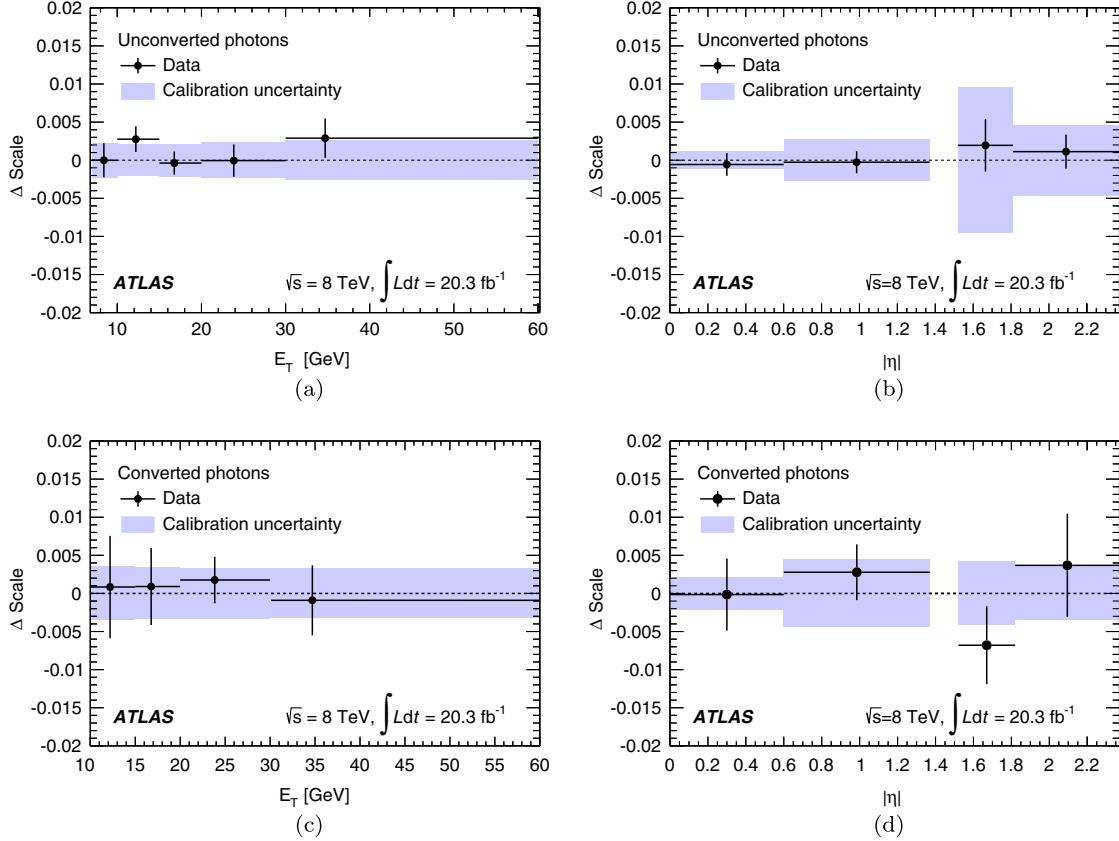 0.02
0.015
0.01
0.005
0
-0.005
-0.01
-0.015
-0.02
Δ Scale
Unconverted photons
Data
Calibration uncertainty
ATLAS
√s = 8 TeV, ∫ Ldt = 20.3 fb⁻¹
10 20 30 40 50 60
E_T [GeV]
(a)
0.02
0.015
0.01
0.005
0
-0.005
-0.01
-0.015
-0.02
Δ Scale
Unconverted photons
Data
Calibration uncertainty
ATLAS
√s=8 TeV, ∫ Ldt = 20.3 fb⁻¹
0 0.2 0.4 0.6 0.8 1 1.2 1.4 1.6 1.8 2 2.2
|η|
(b)
0.02
0.015
0.01
0.005
0
-0.005
-0.01
-0.015
-0.02
Δ Scale
Converted photons
Data
Calibration uncertainty
ATLAS
√s = 8 TeV, ∫ Ldt = 20.3 fb⁻¹
10 15 20 25 30 35 40 45 50 55 60
E_T [GeV]
(c)
0.02
0.015
0.01
0.005
0
-0.005
-0.01
-0.015
-0.02
Δ Scale
Converted photons
Data
Calibration uncertainty
ATLAS
√s=8 TeV, ∫ Ldt = 20.3 fb⁻¹
0 0.2 0.4 0.6 0.8 1 1.2 1.4 1.6 1.8 2 2.2
|η|
(d)